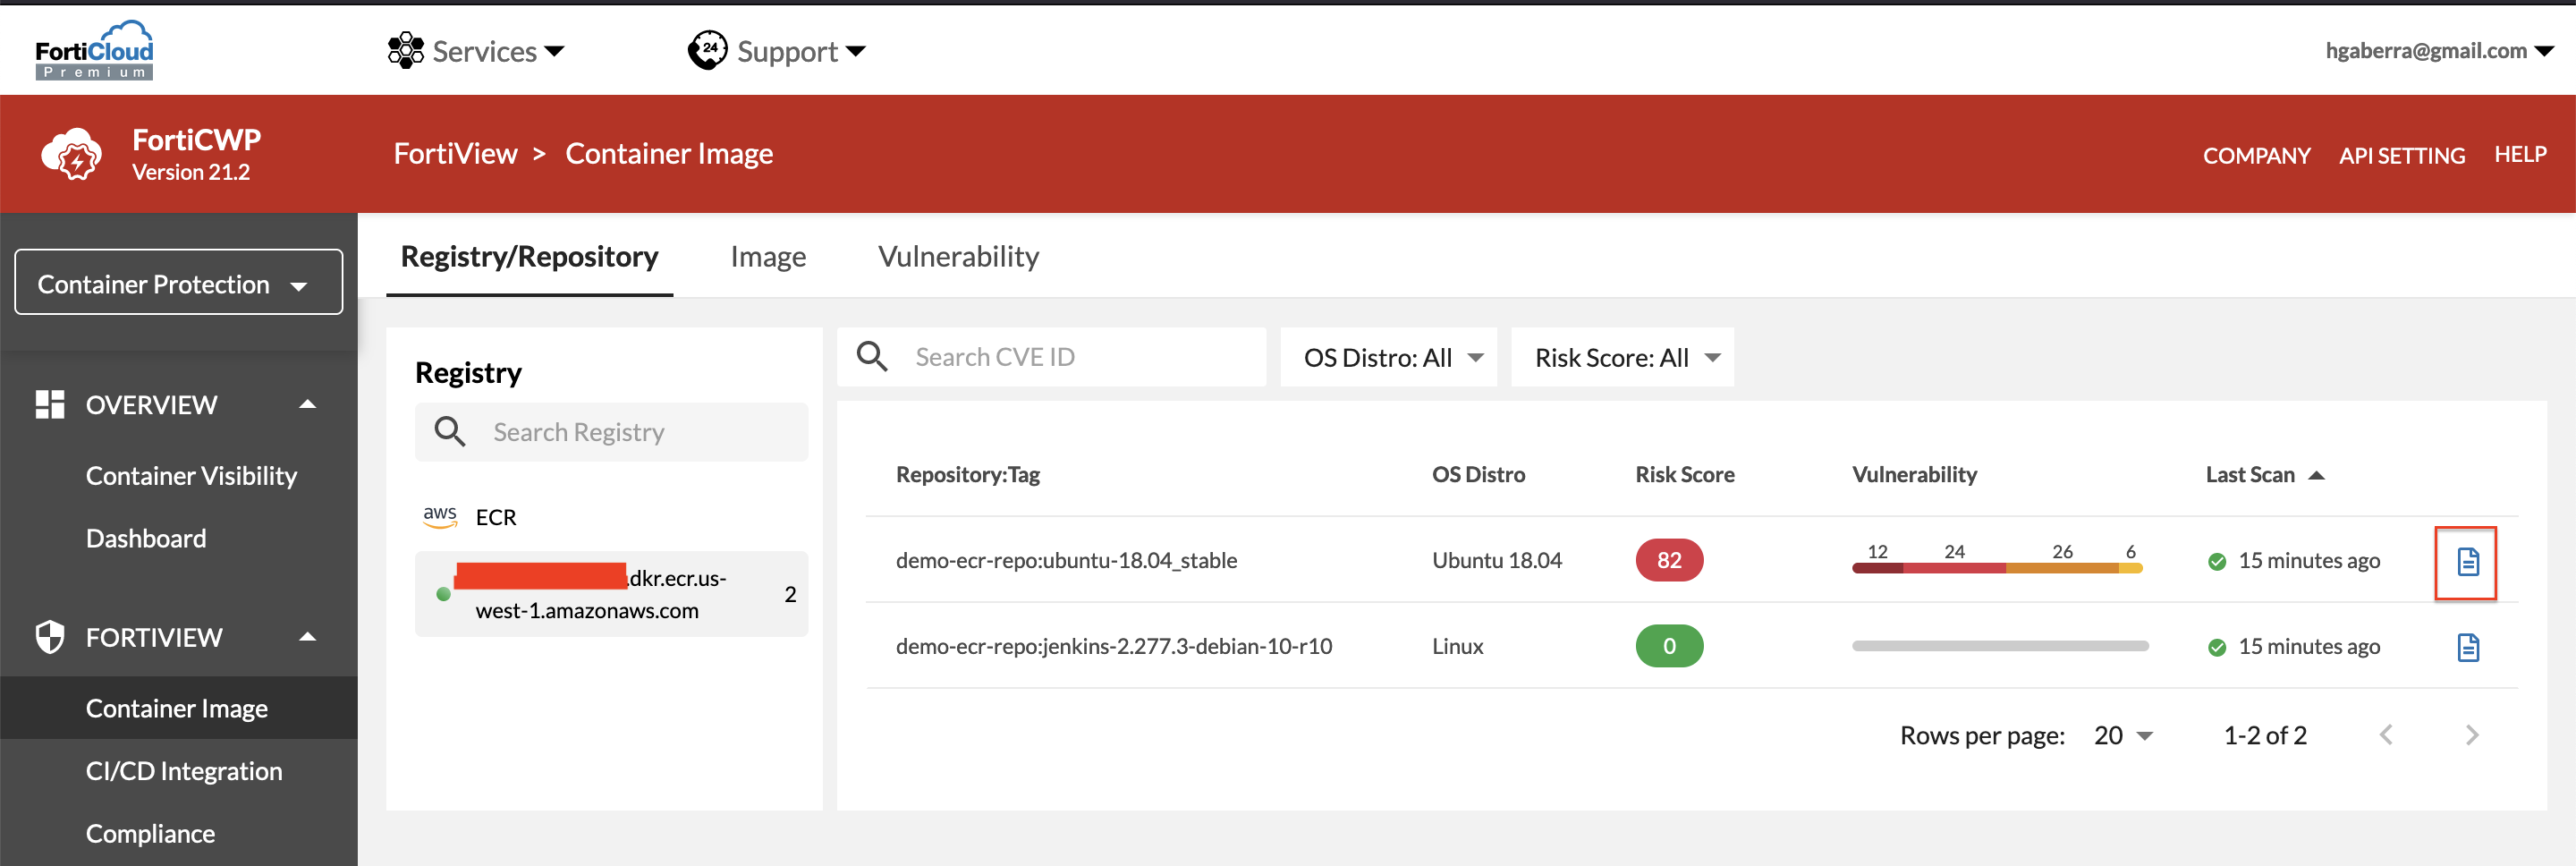 FortiCloud
Premium
Services
24
Support
hgaberra@gmail.com
FortiCWP
Version 21.2
FortiView > Container Image
COMPANY
API SETTING
HELP
Container Protection
Registry/Repository
Image
Vulnerability
OVERVIEW
Container Visibility
Dashboard
FORTIVIEW
Container Image
CI/CD Integration
Compliance
Registry
Search Registry
aws
ECR
.dkr.ecr.us-
west-1.amazonaws.com
2
Search CVE ID
OS Distro: All
Risk Score: All
Repository:Tag
OS Distro
Risk Score
Vulnerability
Last Scan
demo-ecr-repo:ubuntu-18.04_stable
Ubuntu 18.04
82
12
24
26
6
15 minutes ago
demo-ecr-repo:jenkins-2.277.3-debian-10-r10
Linux
0
15 minutes ago
Rows per page:
20
1-2 of 2